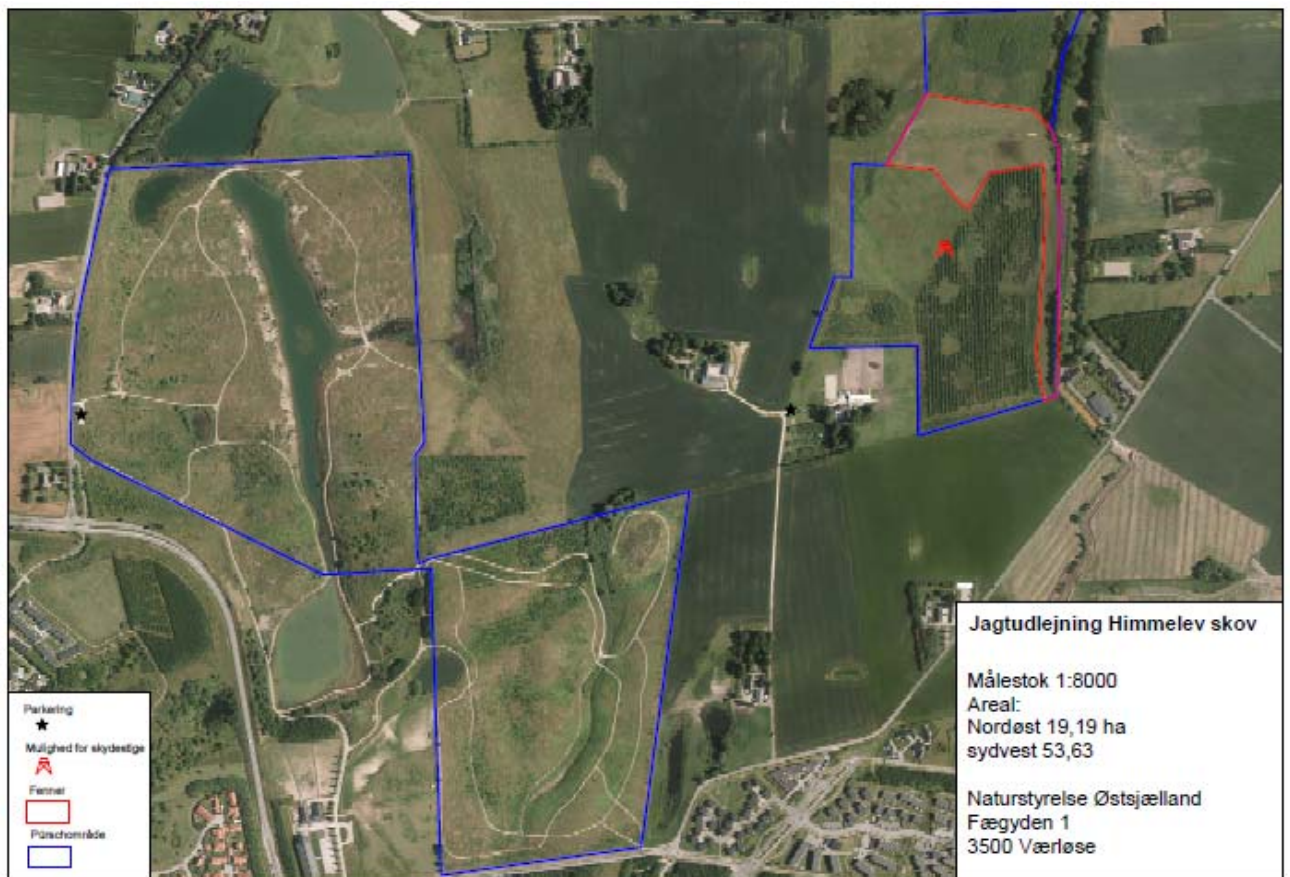 Jagtudlejning Himmelev skov
Målestok 1:8000
Areal:
Nordøst 19,19 ha
sydvest 53,63
Naturstyrelse Østsjælland
Fægyden 1
3500 Værløse
Parkering
Mulighed for skydestige
Fenner
Pürschområde